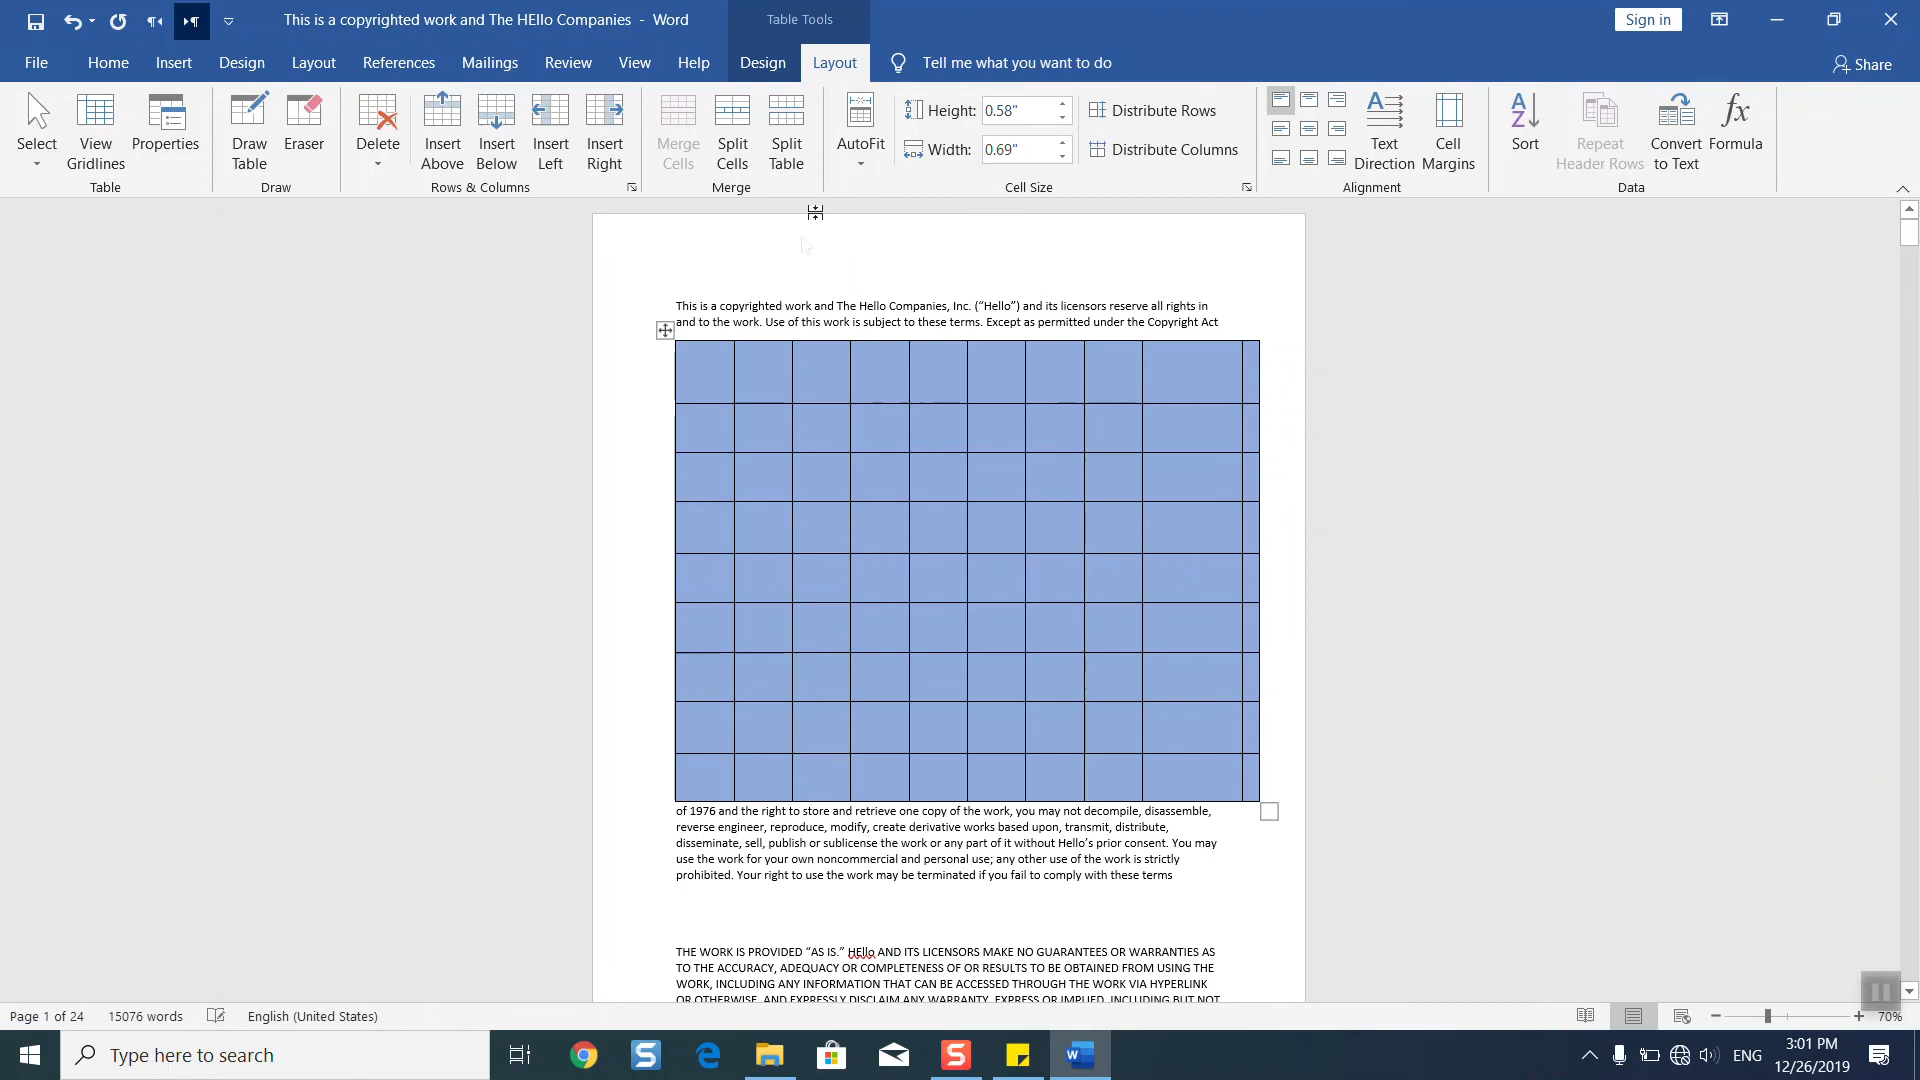 This is a copyrighted work and The HEllo Companies - Word
Table Tools
Sign in
File Home Insert Design Layout References Mailings Review View Help Design Layout Tell me what you want to do Share
Select
View Gridlines
Properties
Table
Draw Table
Eraser
Draw
Delete
Insert Above
Insert Below
Insert Left
Insert Right
Rows & Columns
Merge Cells
Split Cells
Split Table
Merge
AutoFit
Height: 0.58"
Width: 0.69"
Distribute Rows
Distribute Columns
Cell Size
Text Direction
Cell Margins
Alignment
A Z
Sort
Repeat Header Rows
Convert to Text
fx
Formula
Data
This is a copyrighted work and The Hello Companies, Inc. (“Hello”) and its licensors reserve all rights in
and to the work. Use of this work is subject to these terms. Except as permitted under the Copyright Act
of 1976 and the right to store and retrieve one copy of the work, you may not decompile, disassemble,
reverse engineer, reproduce, modify, create derivative works based upon, transmit, distribute,
disseminate, sell, publish or sublicense the work or any part of it without Hello’s prior consent. You may
use the work for your own noncommercial and personal use; any other use of the work is strictly
prohibited. Your right to use the work may be terminated if you fail to comply with these terms
THE WORK IS PROVIDED “AS IS.” HEllo AND ITS LICENSORS MAKE NO GUARANTEES OR WARRANTIES AS
TO THE ACCURACY, ADEQUACY OR COMPLETENESS OF OR RESULTS TO BE OBTAINED FROM USING THE
WORK, INCLUDING ANY INFORMATION THAT CAN BE ACCESSED THROUGH THE WORK VIA HYPERLINK
OR OTHERWISE, AND EXPRESSLY DISCLAIM ANY WARRANTY, EXPRESS OR IMPLIED, INCLUDING BUT NOT
Page 1 of 24 15076 words English (United States) 70%
Type here to search
ENG
3:01 PM
12/26/2019